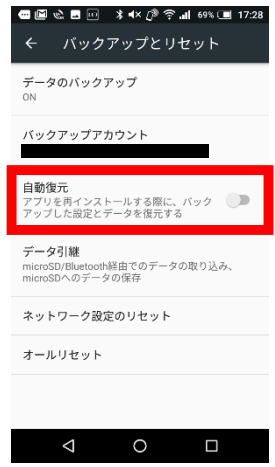 69% 17:28
バックアップとリセット
データのバックアップ
ON
バックアップアカウント
自動復元
アプリを再インストールする際に、バック
アップした設定とデータを復元する
データ引継
microSD/Bluetooth経由でのデータの取り込み、
microSDへのデータの保存
ネットワーク設定のリセット
オールリセット